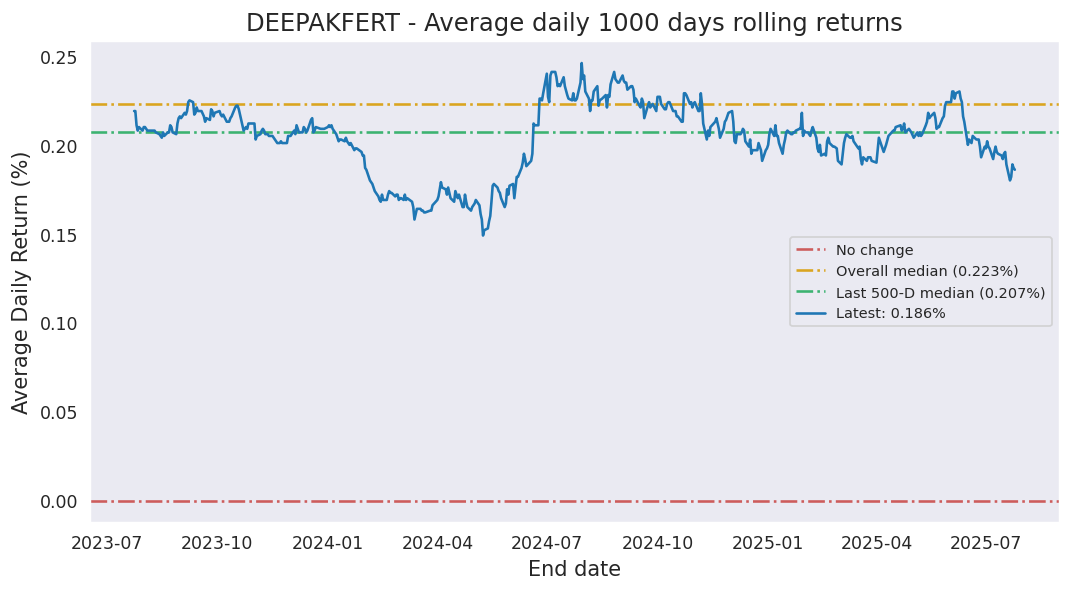 DEEPAKFERT - Average daily 1000 days rolling returns
Average Daily Return (%)
0.25
0.20
0.15
0.10
0.05
0.00
No change
Overall median (0.223%)
Last 500-D median (0.207%)
Latest: 0.186%
2023-07 2023-10 2024-01 2024-04 2024-07 2024-10 2025-01 2025-04 2025-07
End date